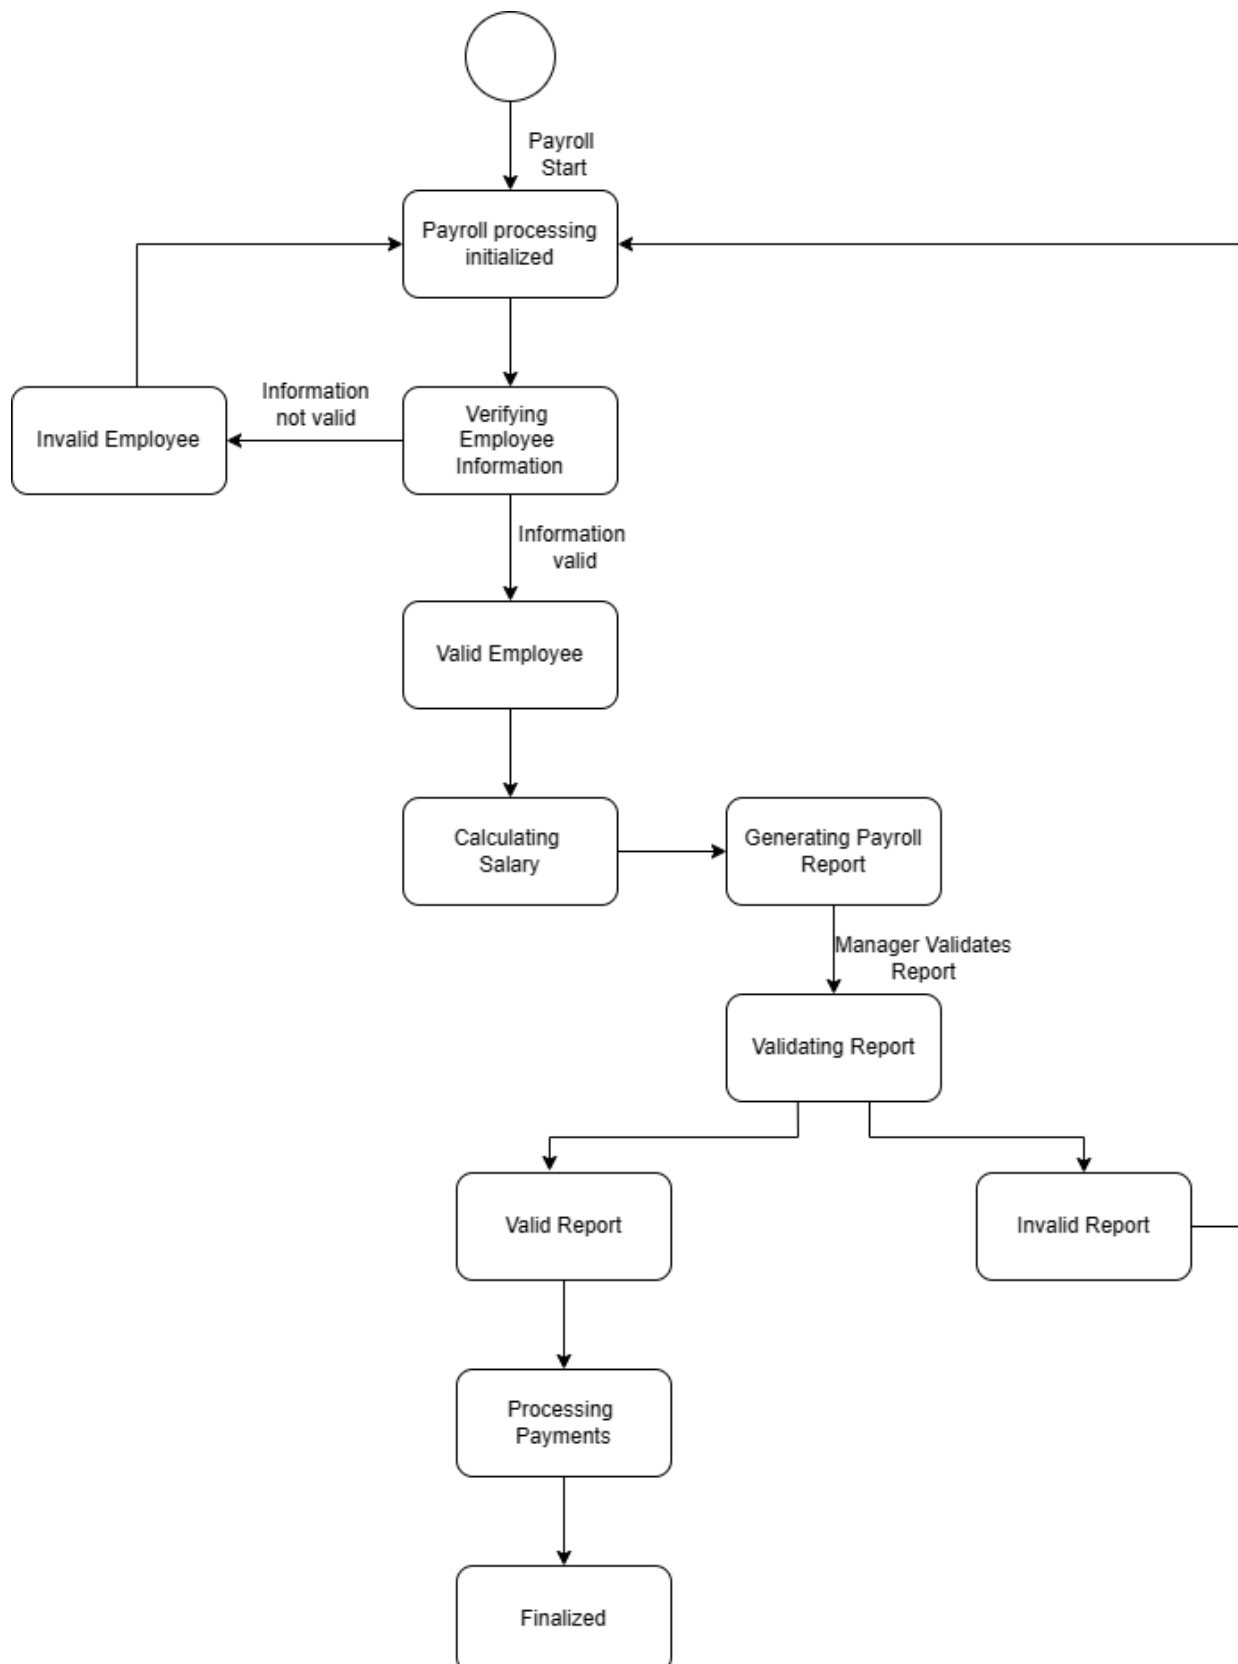 Payroll
Start
Payroll processing
initialized
Information
not valid
Invalid Employee
Verifying
Employee
Information
Information
valid
Valid Employee
Calculating
Salary
Generating Payroll
Report
Manager Validates
Report
Validating Report
Valid Report
Invalid Report
Processing
Payments
Finalized